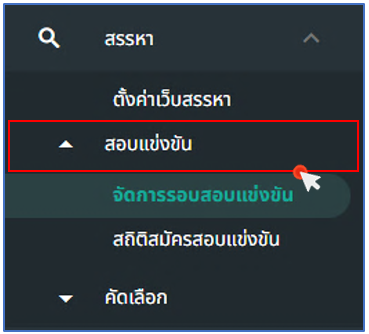 สรรหา
ตั้งค่าเว็บสรรหา
สอบแข่งขัน
จัดการรอบสอบแข่งขัน
สถิติสมัครสอบแข่งขัน
คัดเลือก